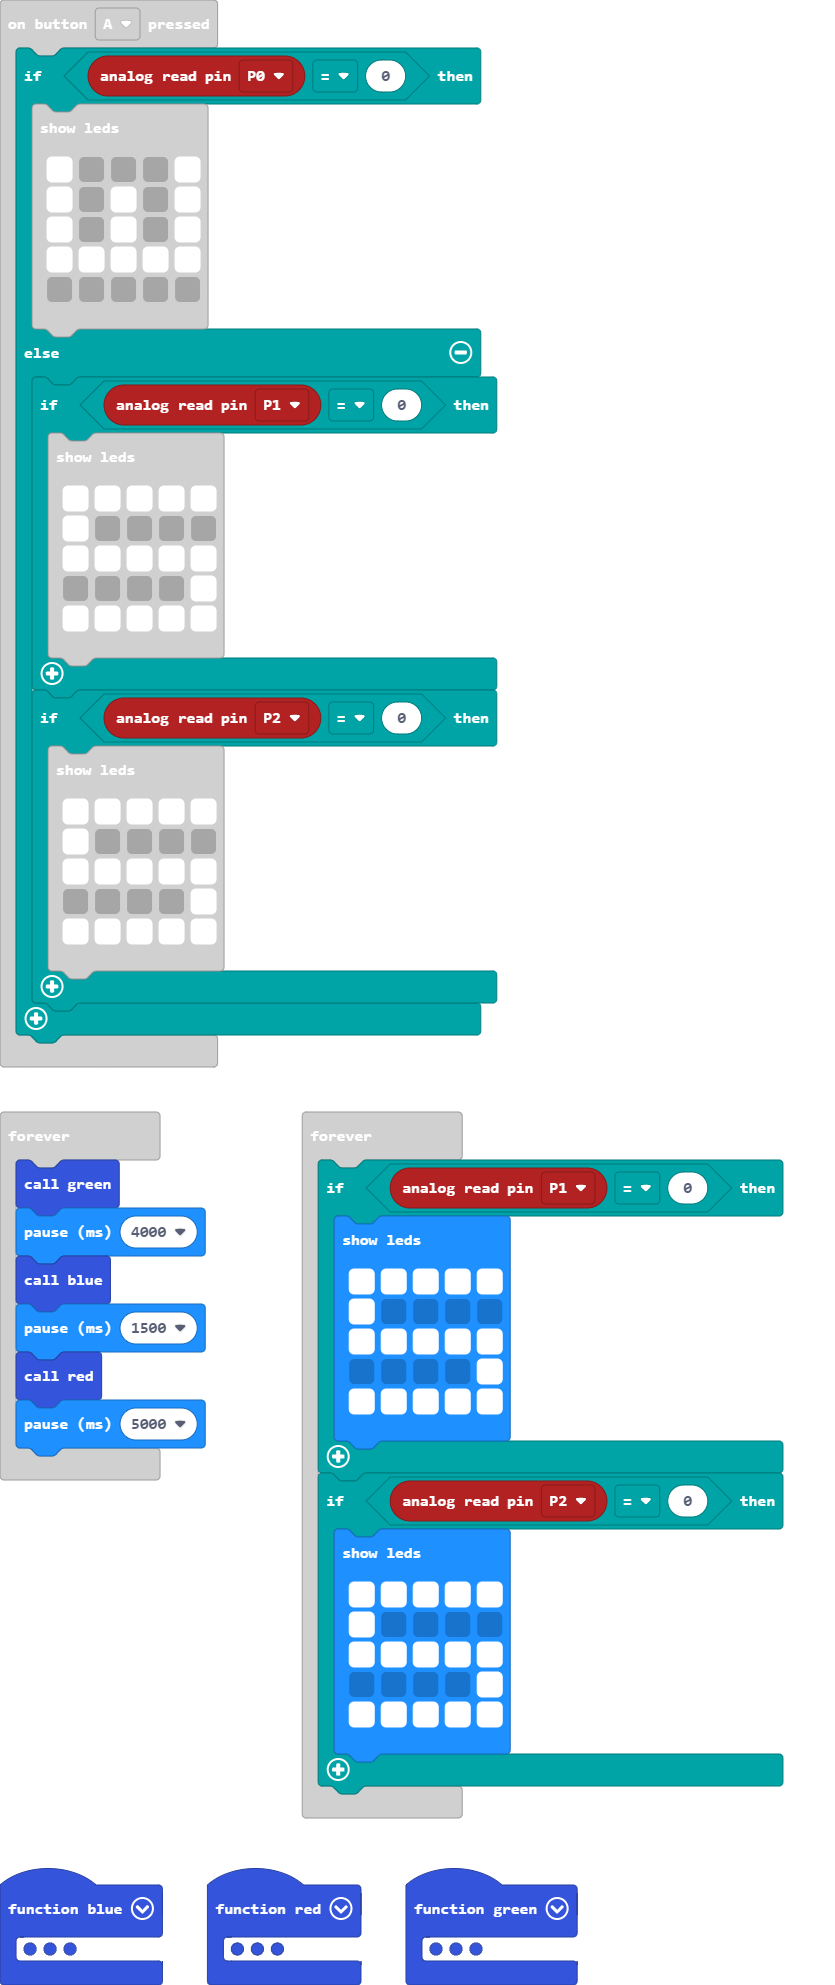 on button A pressed
if analog read pin P0 = 0 then
show leds
else
if analog read pin P1 = 0 then
show leds
if analog read pin P2 = 0 then
show leds
forever
call green
pause (ms) 4000
call blue
pause (ms) 1500
call red
pause (ms) 5000
forever
if analog read pin P1 = 0 then
show leds
if analog read pin P2 = 0 then
show leds
function blue
function red
function green